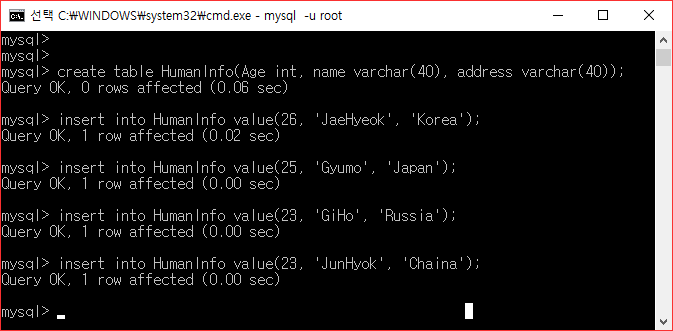 선택 C:₩WINDOWS₩system32₩cmd.exe - mysql  -u root
mysql>
mysql>
mysql> create table HumanInfo(Age int, name varchar(40), address varchar(40));
Query OK, 0 rows affected (0.06 sec)
mysql> insert into HumanInfo value(26, 'JaeHyeok', 'Korea');
Query OK, 1 row affected (0.02 sec)
mysql> insert into HumanInfo value(25, 'Gyumo', 'Japan');
Query OK, 1 row affected (0.00 sec)
mysql> insert into HumanInfo value(23, 'GiHo', 'Russia');
Query OK, 1 row affected (0.00 sec)
mysql> insert into HumanInfo value(23, 'JunHyok', 'Chaina');
Query OK, 1 row affected (0.00 sec)
mysql> _